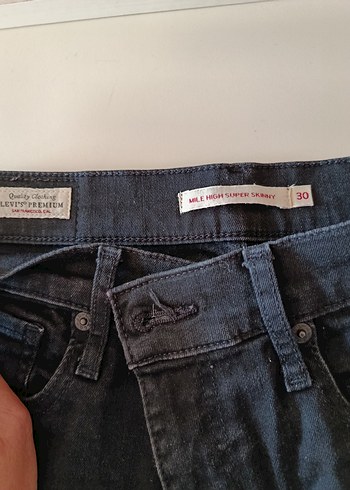 Quality Clothing
LEVI'S® PREMIUM
SAN FRANCISCO, CAL
MILE HIGH SUPER SKINNY
30